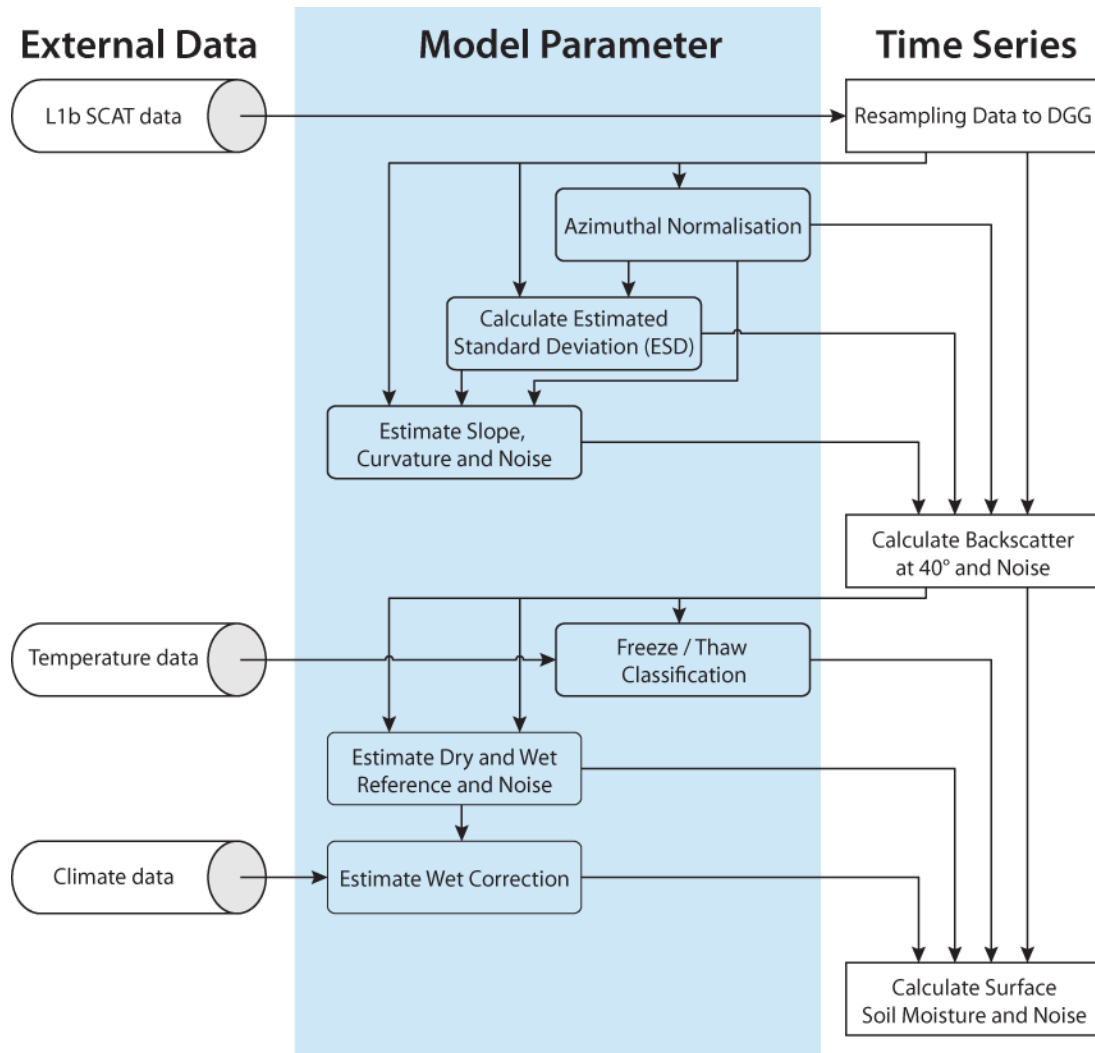 External Data
Model Parameter
Time Series
L1b SCAT data
Resampling Data to DGG
Azimuthal Normalisation
Calculate Estimated
Standard Deviation (ESD)
Estimate Slope,
Curvature and Noise
Calculate Backscatter
at 40° and Noise
Temperature data
Freeze / Thaw
Classification
Estimate Dry and Wet
Reference and Noise
Climate data
Estimate Wet Correction
Calculate Surface
Soil Moisture and Noise